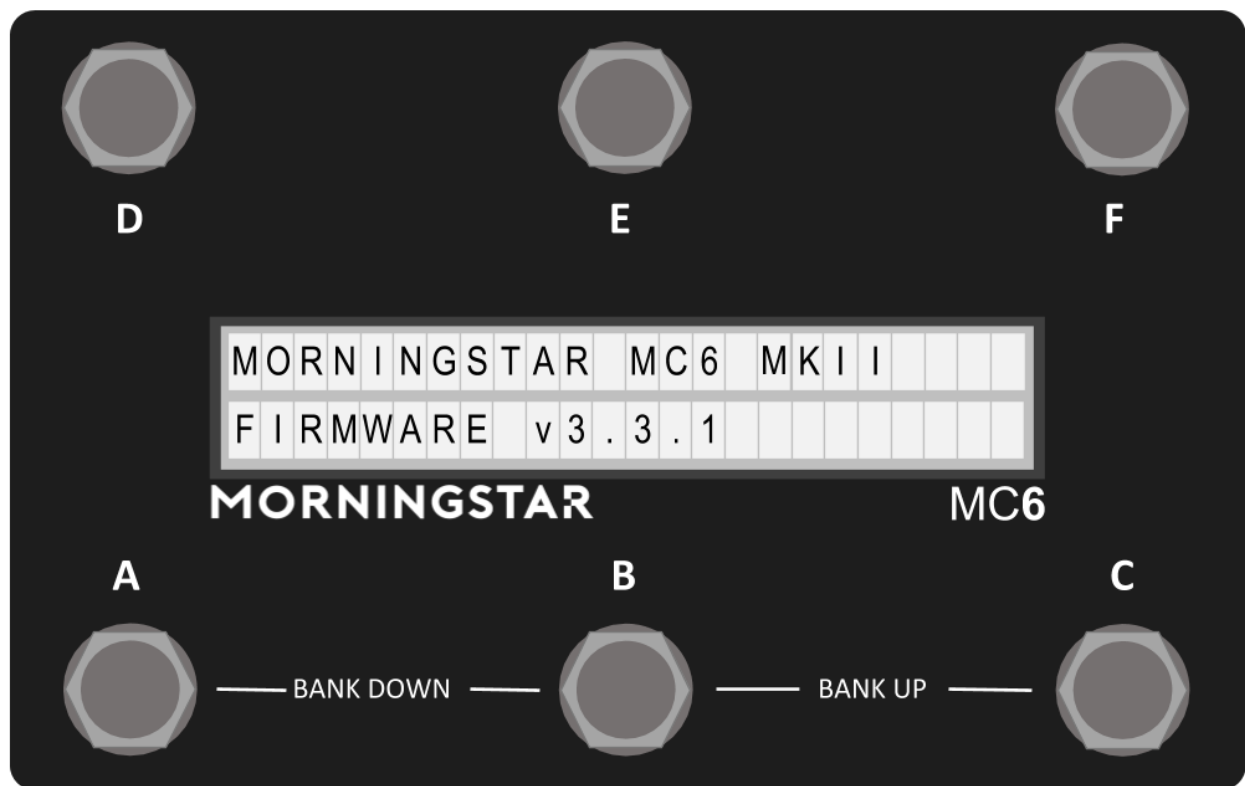 D E F
MORNINGSTAR MC6 MKII
FIRMWARE v3.3.1
MORNINGSTAR MC6
A B C
BANK DOWN BANK UP